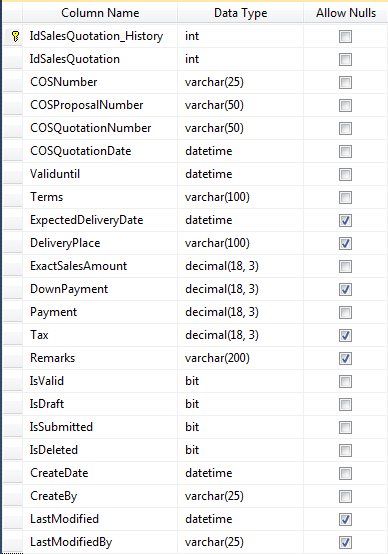 Column Name Data Type Allow Nulls
IdSalesQuotation_History int
IdSalesQuotation int
COSNumber varchar(25)
COSProposalNumber varchar(50)
COSQuotationNumber varchar(50)
COSQuotationDate datetime
Validuntil datetime
Terms varchar(100)
ExpectedDeliveryDate datetime
DeliveryPlace varchar(100)
ExactSalesAmount decimal(18, 3)
DownPayment decimal(18, 3)
Payment decimal(18, 3)
Tax decimal(18, 3)
Remarks varchar(200)
IsValid bit
IsDraft bit
IsSubmitted bit
IsDeleted bit
CreateDate datetime
CreateBy varchar(25)
LastModified datetime
LastModifiedBy varchar(25)